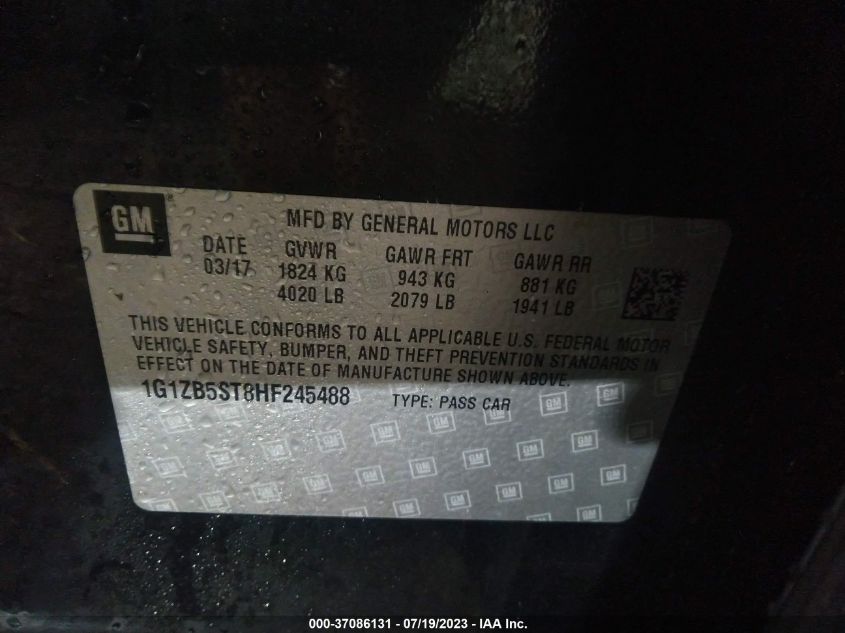 GM
MFD BY GENERAL MOTORS LLC
DATE GVWR GAWR FRT GAWR RR
03/17 1824 KG 943 KG 881 KG
4020 LB 2079 LB 1941 LB
THIS VEHICLE CONFORMS TO ALL APPLICABLE U.S. FEDERAL MOTOR
VEHICLE SAFETY, BUMPER, AND THEFT PREVENTION STANDARDS IN
EFFECT ON THE DATE OF MANUFACTURE SHOWN ABOVE.
1G1ZB5ST8HF245488 TYPE: PASS CAR
000-37086131 - 07/19/2023 - IAA Inc.